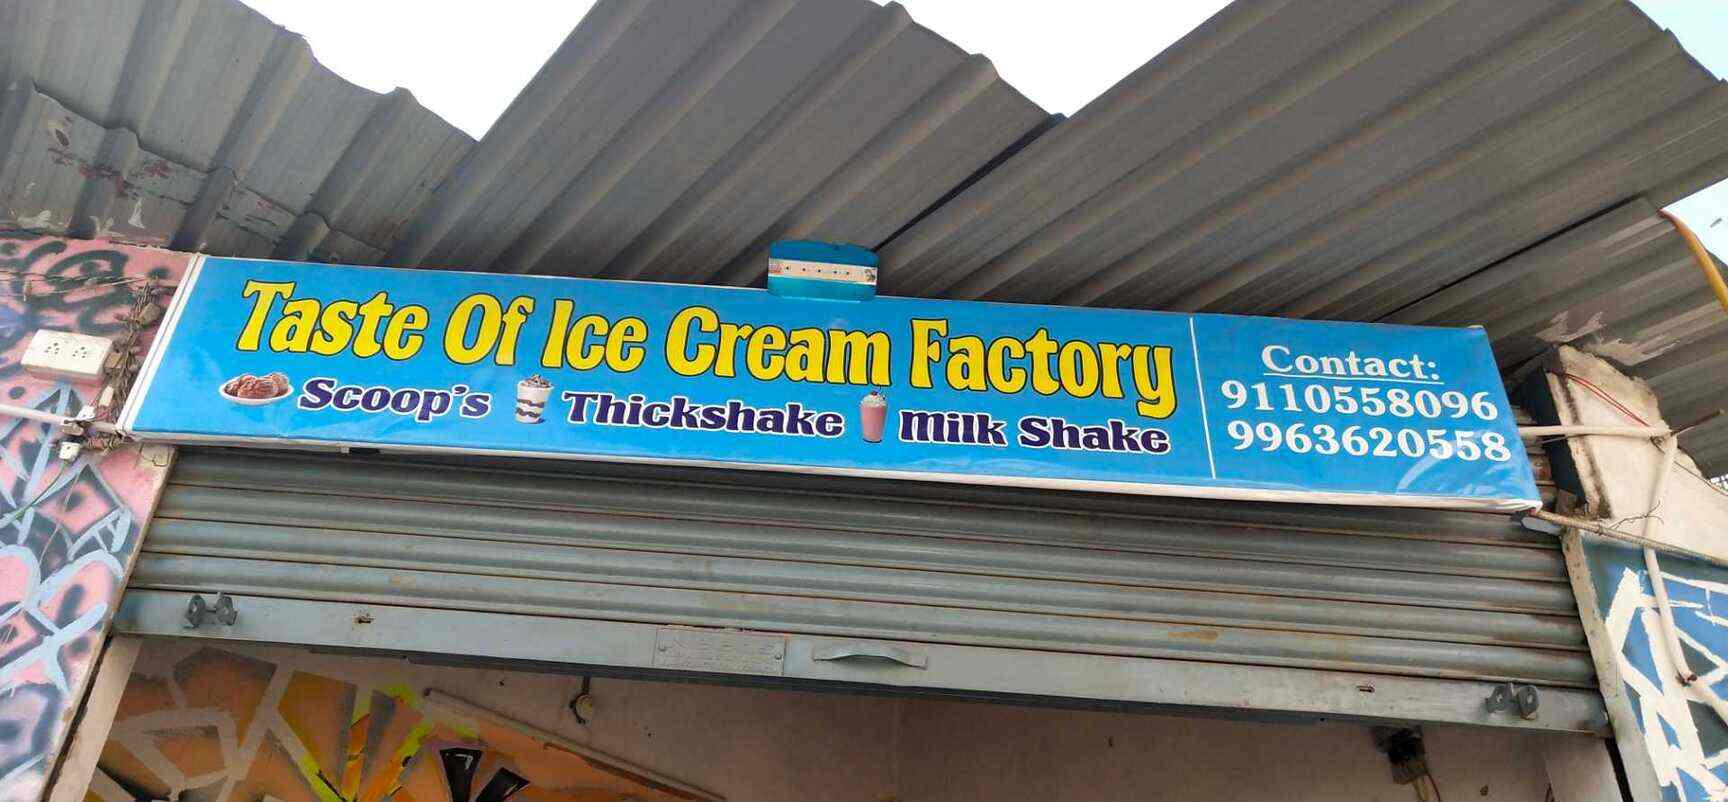 Taste Of Ice Cream Factory
Scoop's Thickshake Milk Shake
Contact:
9110558096
9963620558